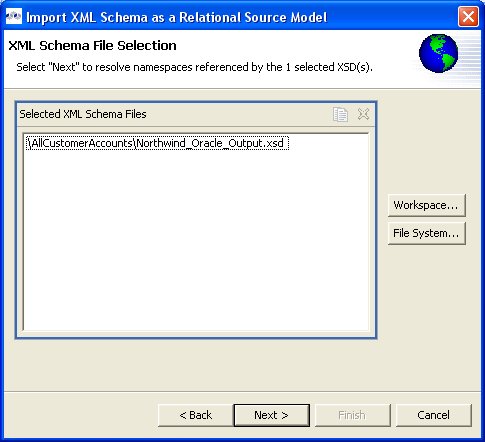 Import XML Schema as a Relational Source Model
XML Schema File Selection
Select "Next" to resolve namespaces referenced by the 1 selected XSD(s).
Selected XML Schema Files
\AllCustomerAccounts\Northwind_Oracle_Output.xsd
Workspace...
File System...
< Back
Next >
Finish
Cancel